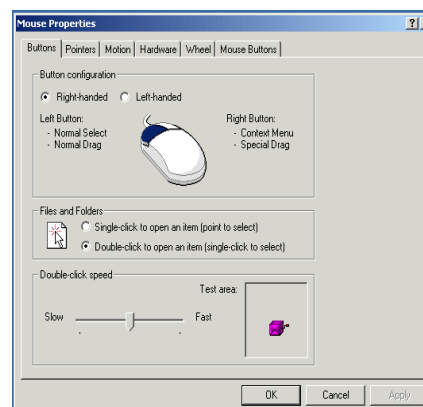 Mouse Properties
?
Buttons Pointers Motion Hardware Wheel Mouse Buttons
Button configuration
Right-handed Left-handed
Left Button: Right Button:
- Normal Select - Context Menu
- Normal Drag - Special Drag
Files and Folders
Single-click to open an item (point to select)
Double-click to open an item (single-click to select)
Double-click speed
Test area:
Slow Fast
OK Cancel Apply